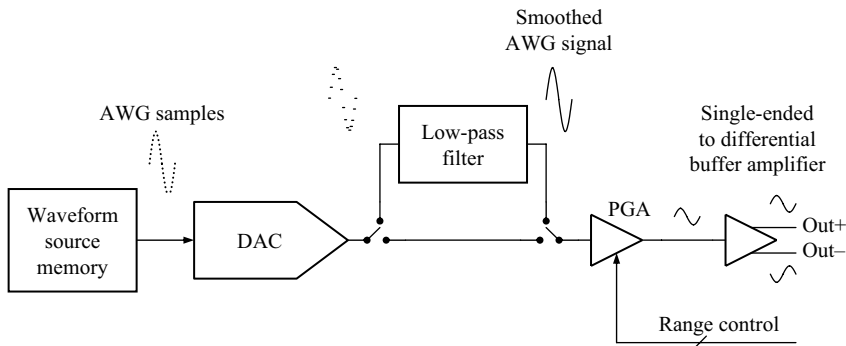 Smoothed
AWG signal
AWG samples
Low-pass
filter
Single-ended
to differential
buffer amplifier
Waveform
source
memory
DAC
PGA
Out+
Out–
Range control